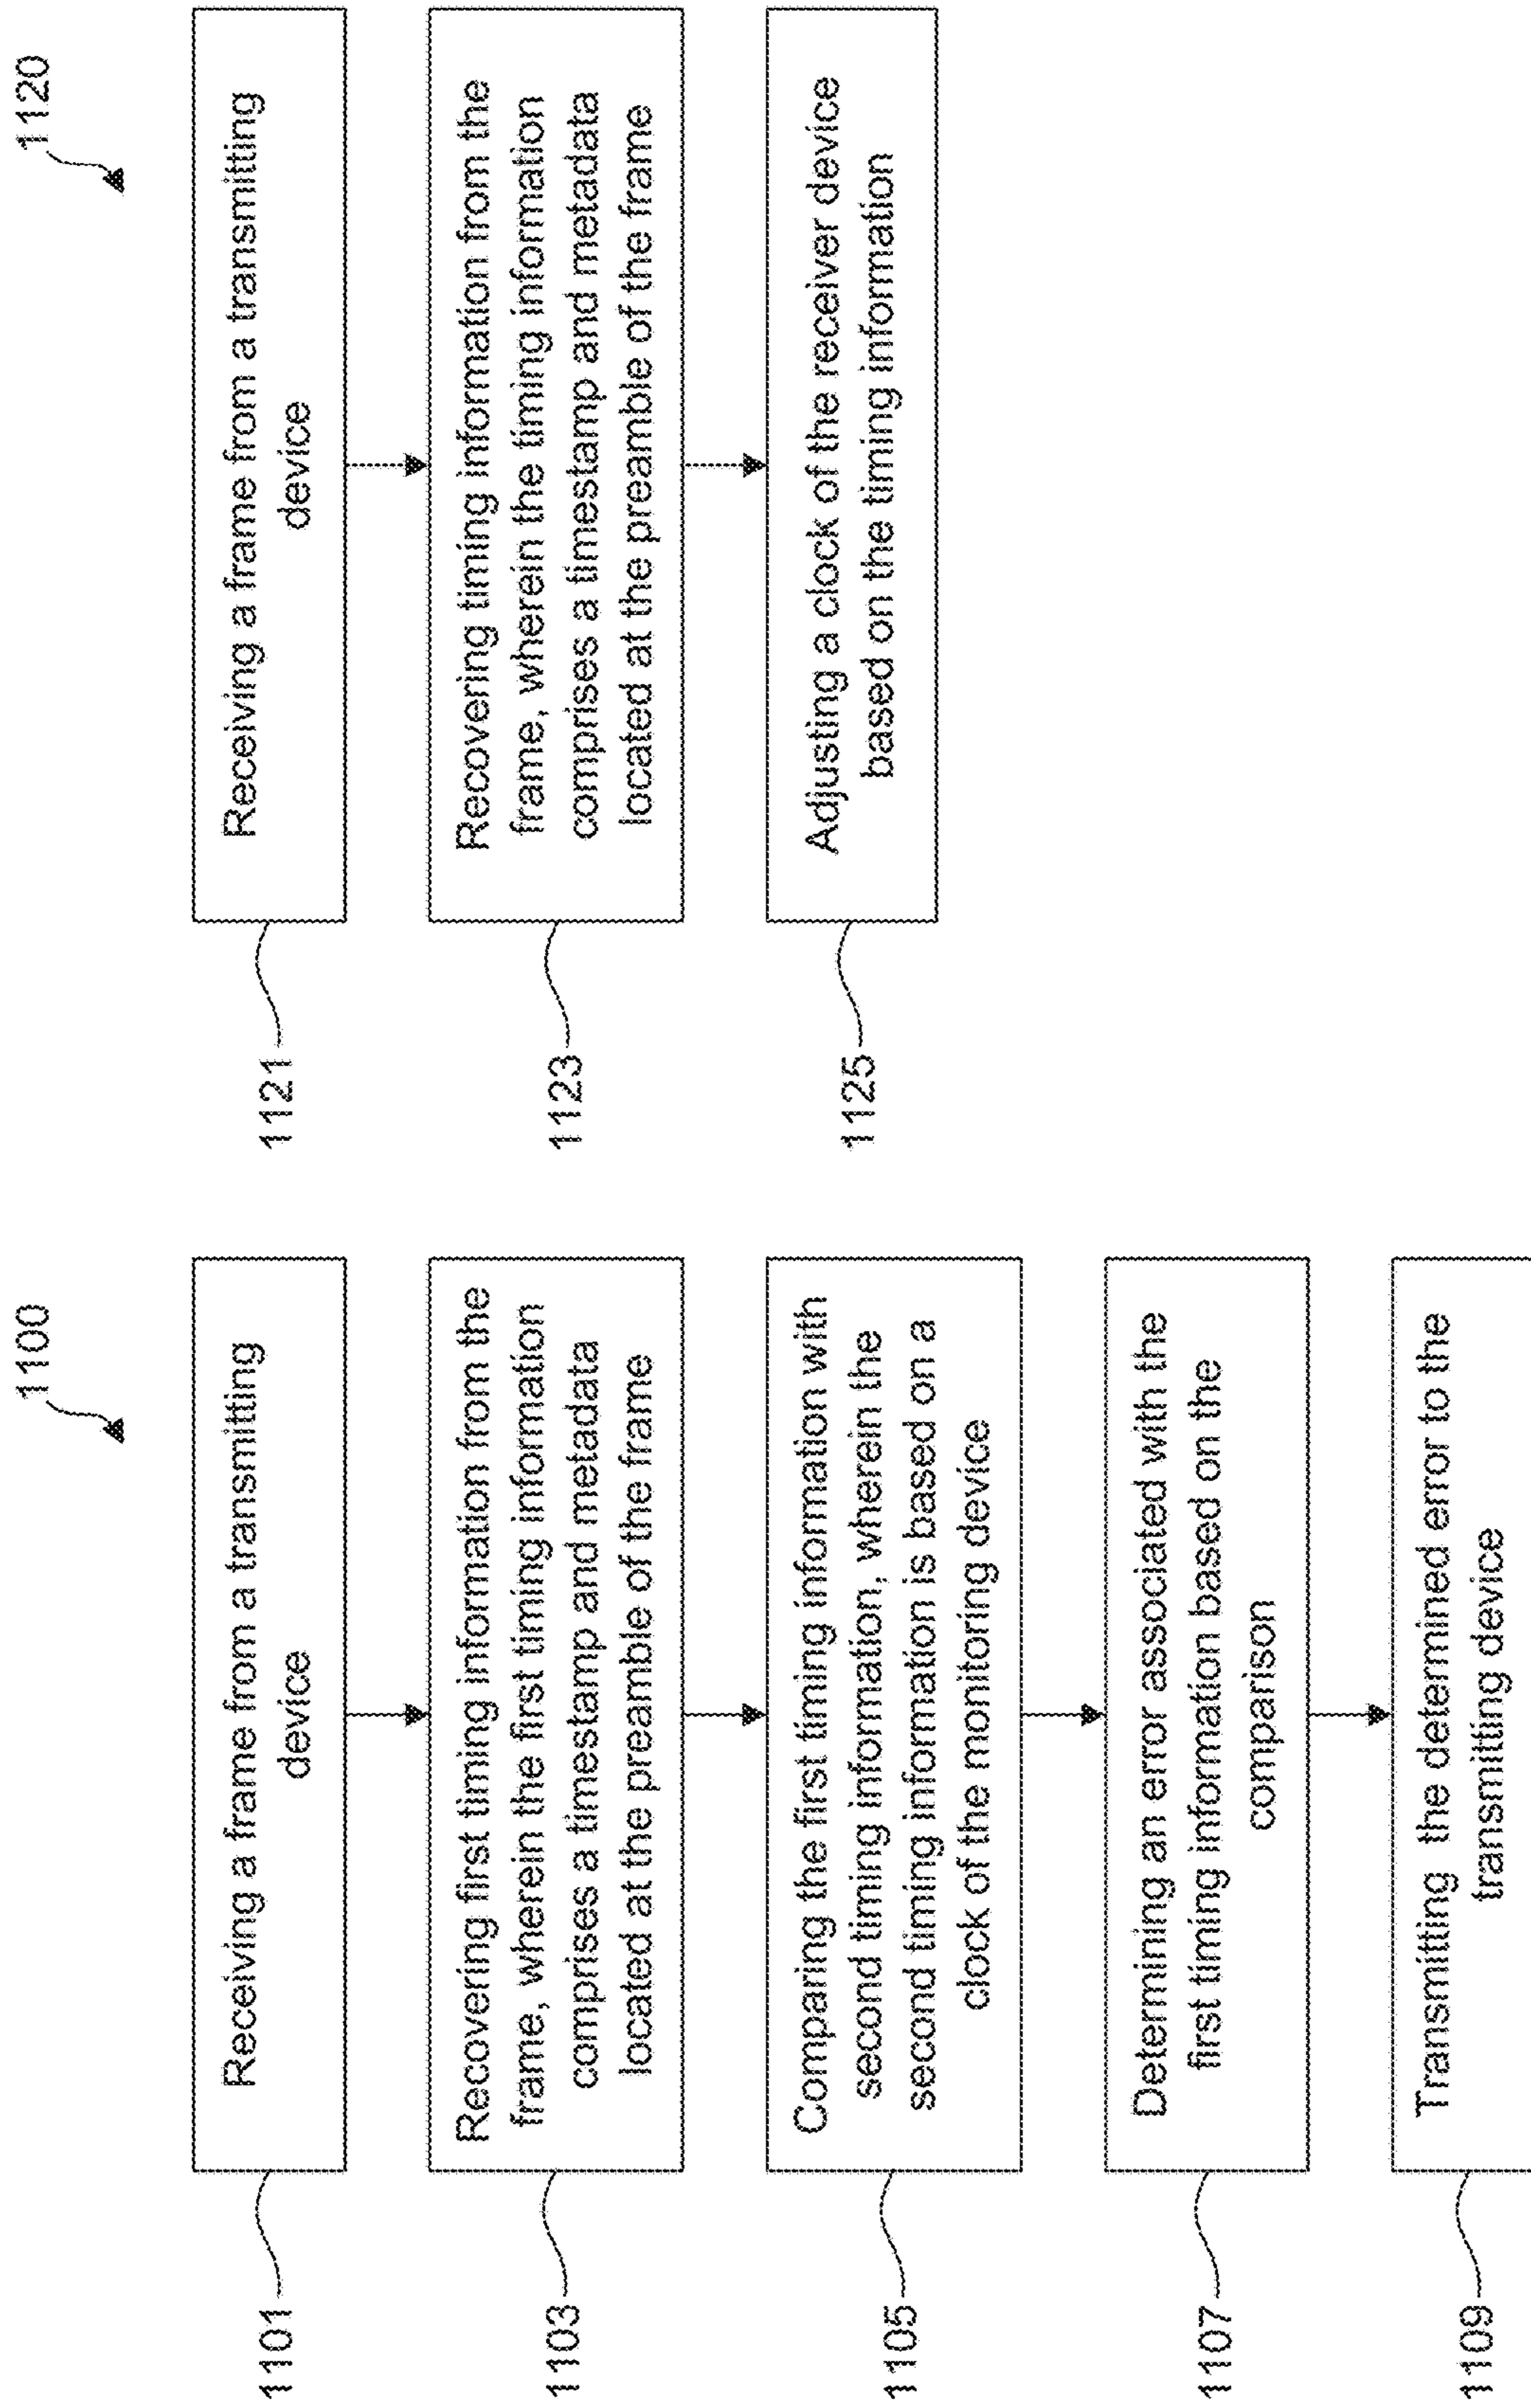 1100
1101
Receiving a frame from a transmitting
device
1103
Recovering first timing information from the
frame, wherein the first timing information
comprises a timestamp and metadata
located at the preamble of the frame
1105
Comparing the first timing information with
second timing information, wherein the
second timing information is based on a
clock of the monitoring device
1107
Determining an error associated with the
first timing information based on the
comparison
1109
Transmitting the determined error to the
transmitting device
1120
1121
Receiving a frame from a transmitting
device
1123
Recovering timing information from the
frame, wherein the timing information
comprises a timestamp and metadata
located at the preamble of the frame
1125
Adjusting a clock of the receiver device
based on the timing information